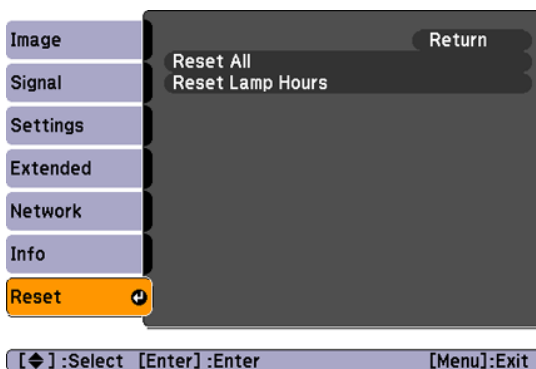 Image
Signal
Settings
Extended
Network
Info
Reset
Return
Reset All
Reset Lamp Hours
[◆] :Select [Enter] :Enter [Menu]:Exit